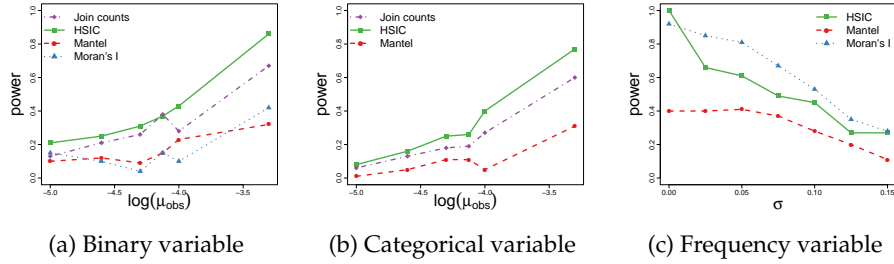 Join counts
HSIC
Mantel
Moran's I
power
0.0 0.2 0.4 0.6 0.8 1.0
-5.0 -4.5 -4.0 -3.5
log(μobs)
(a) Binary variable
Join counts
HSIC
Mantel
power
0.0 0.2 0.4 0.6 0.8 1.0
-5.0 -4.5 -4.0 -3.5
log(μobs)
(b) Categorical variable
HSIC
Mantel
Moran's I
power
0.0 0.2 0.4 0.6 0.8 1.0
0.00 0.05 0.10 0.15
σ
(c) Frequency variable